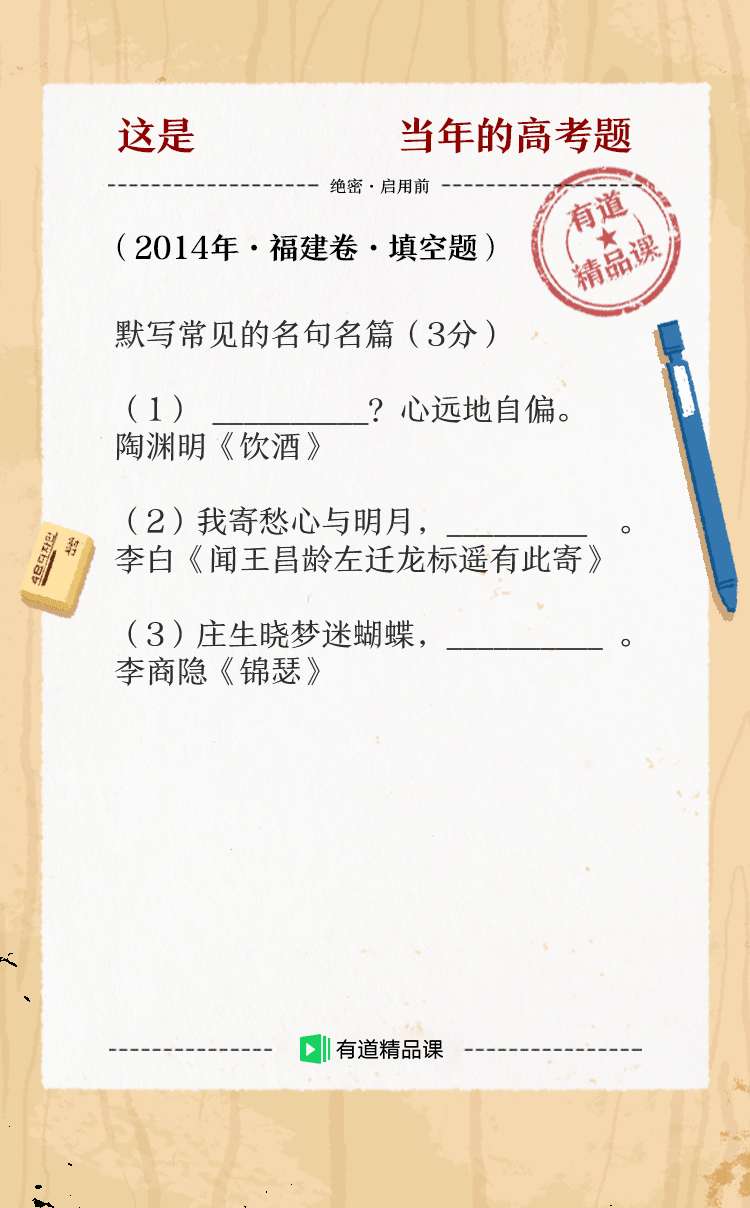 这是 当年的高考题
绝密·启用前
有道
精品课
（2014年·福建卷·填空题）
默写常见的名句名篇（3分）
（1） __________？心远地自偏。
陶渊明《饮酒》
（2）我寄愁心与明月，___________ 。
李白《闻王昌龄左迁龙标遥有此寄》
（3）庄生晓梦迷蝴蝶，__________ 。
李商隐《锦瑟》
有道精品课